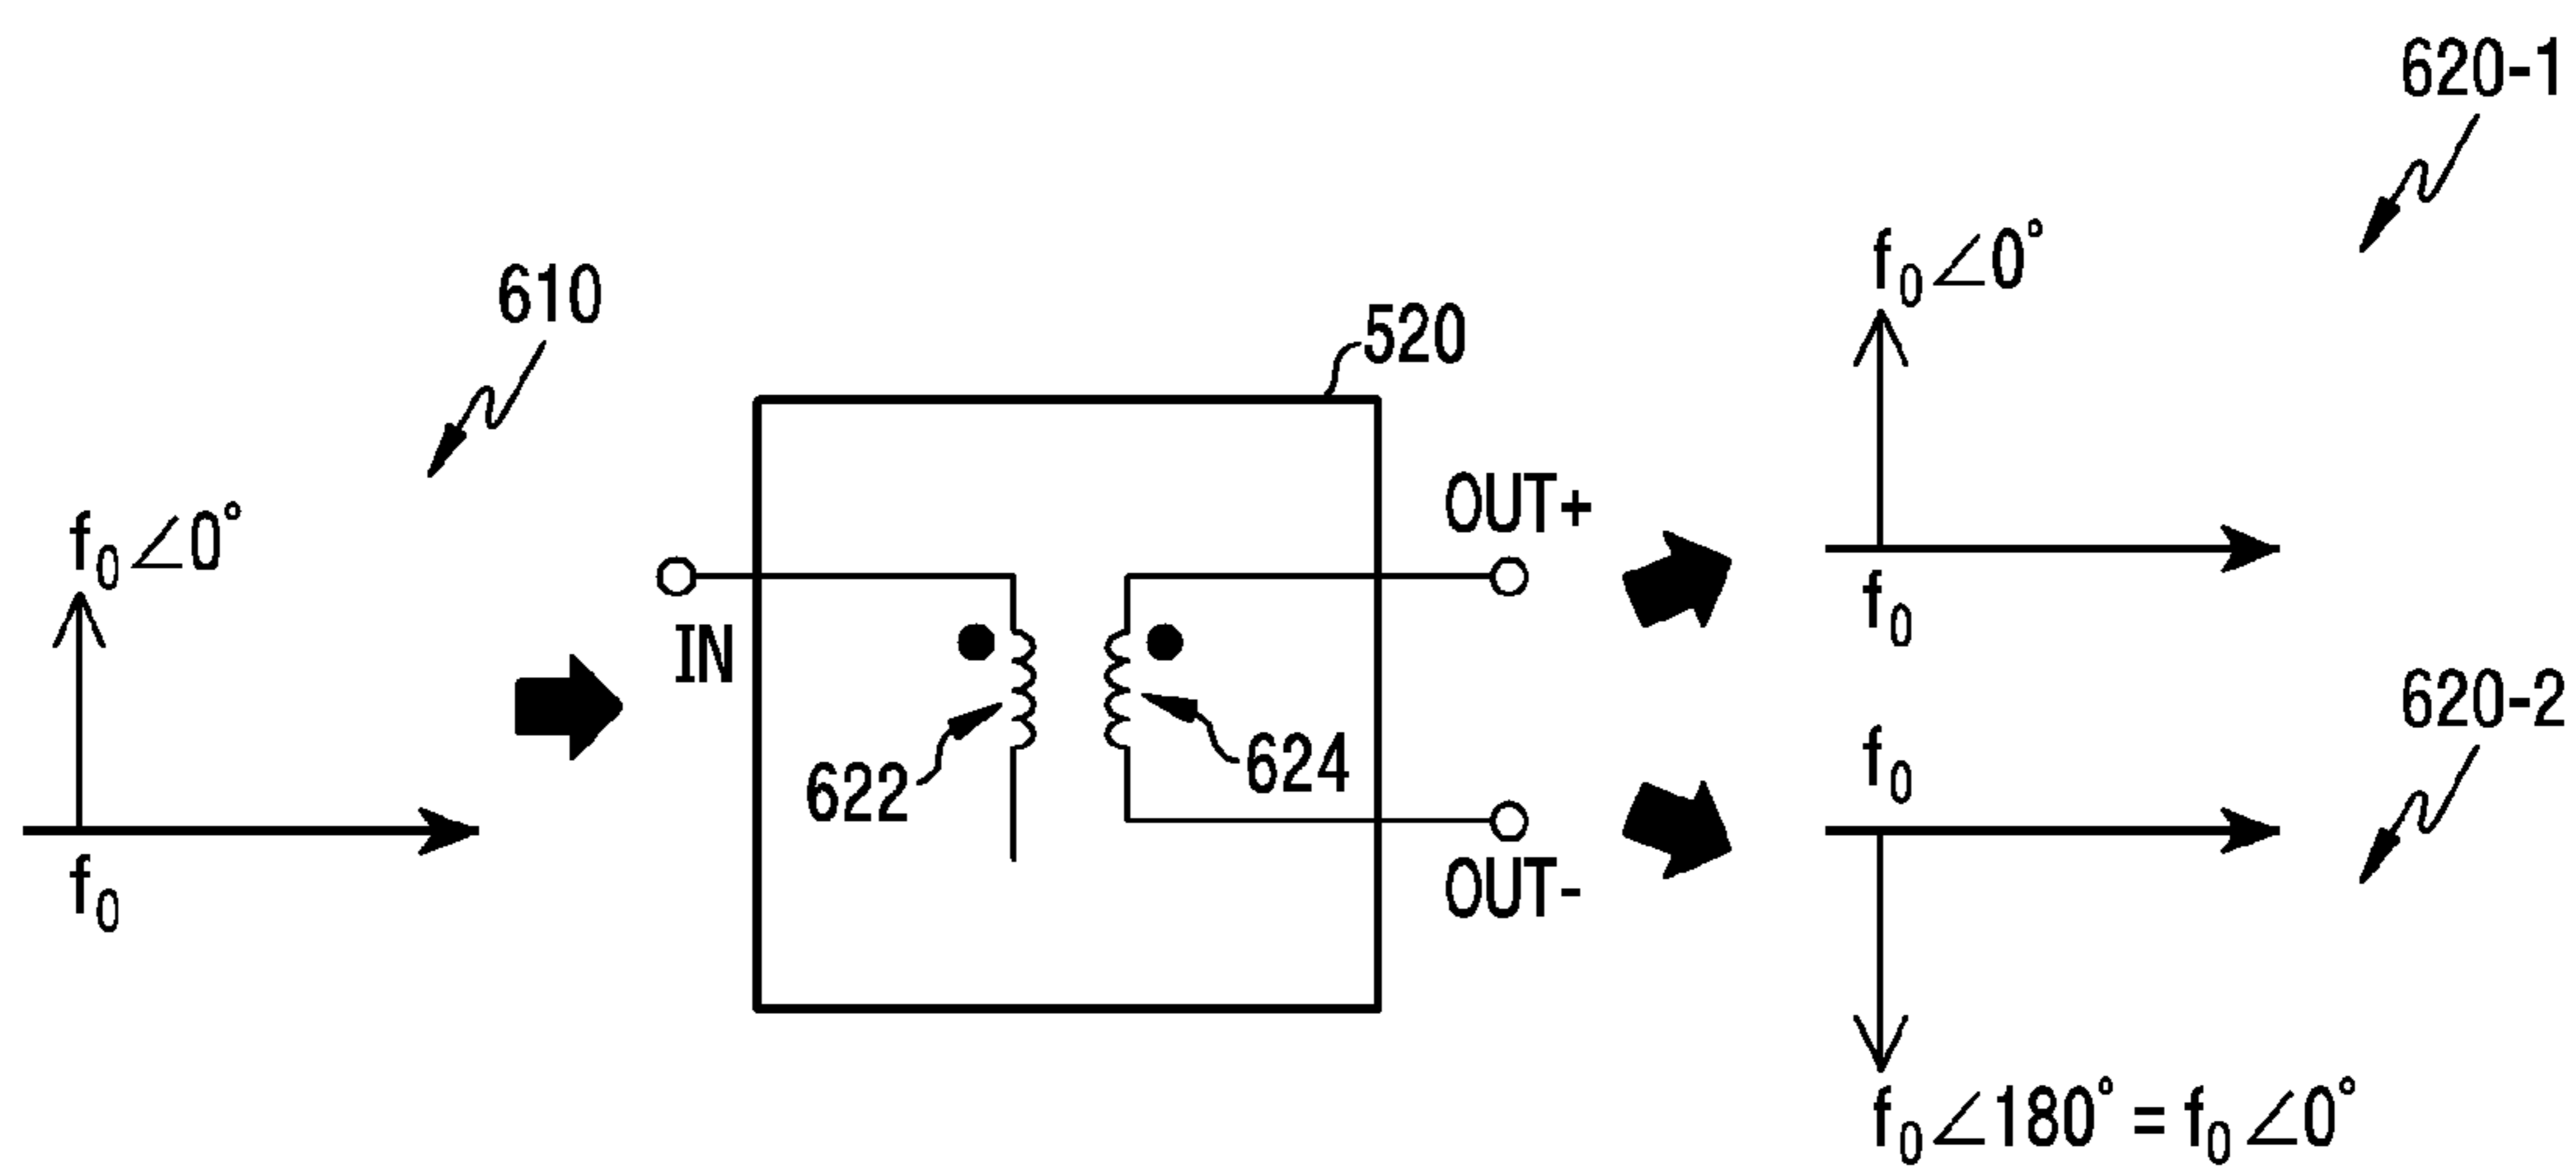 620-1
610
f₀∠0°
520
f₀∠0°
OUT+
IN
f₀
620-2
f₀
622
624
f₀
OUT-
f₀∠180° = f₀∠0°